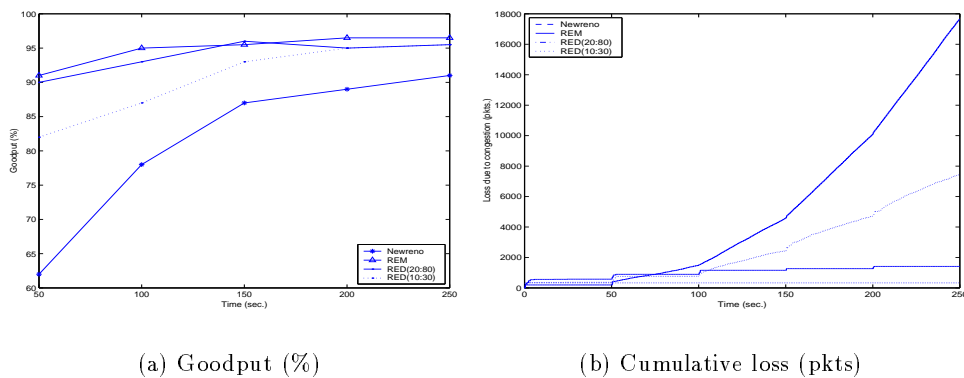 100
95
90
85
80
75
70
65
60
50
100
150
200
250
Goodput (%)
Time (sec.)
Newreno
REM
RED(20:80)
RED(10:30)
18000
16000
14000
12000
10000
8000
6000
4000
2000
0
0
50
100
150
200
250
Loss due to congestion (pkts.)
Time (sec.)
Newreno
REM
RED(20:80)
RED(10:30)
(a) Goodput (%)
(b) Cumulative loss (pkts)